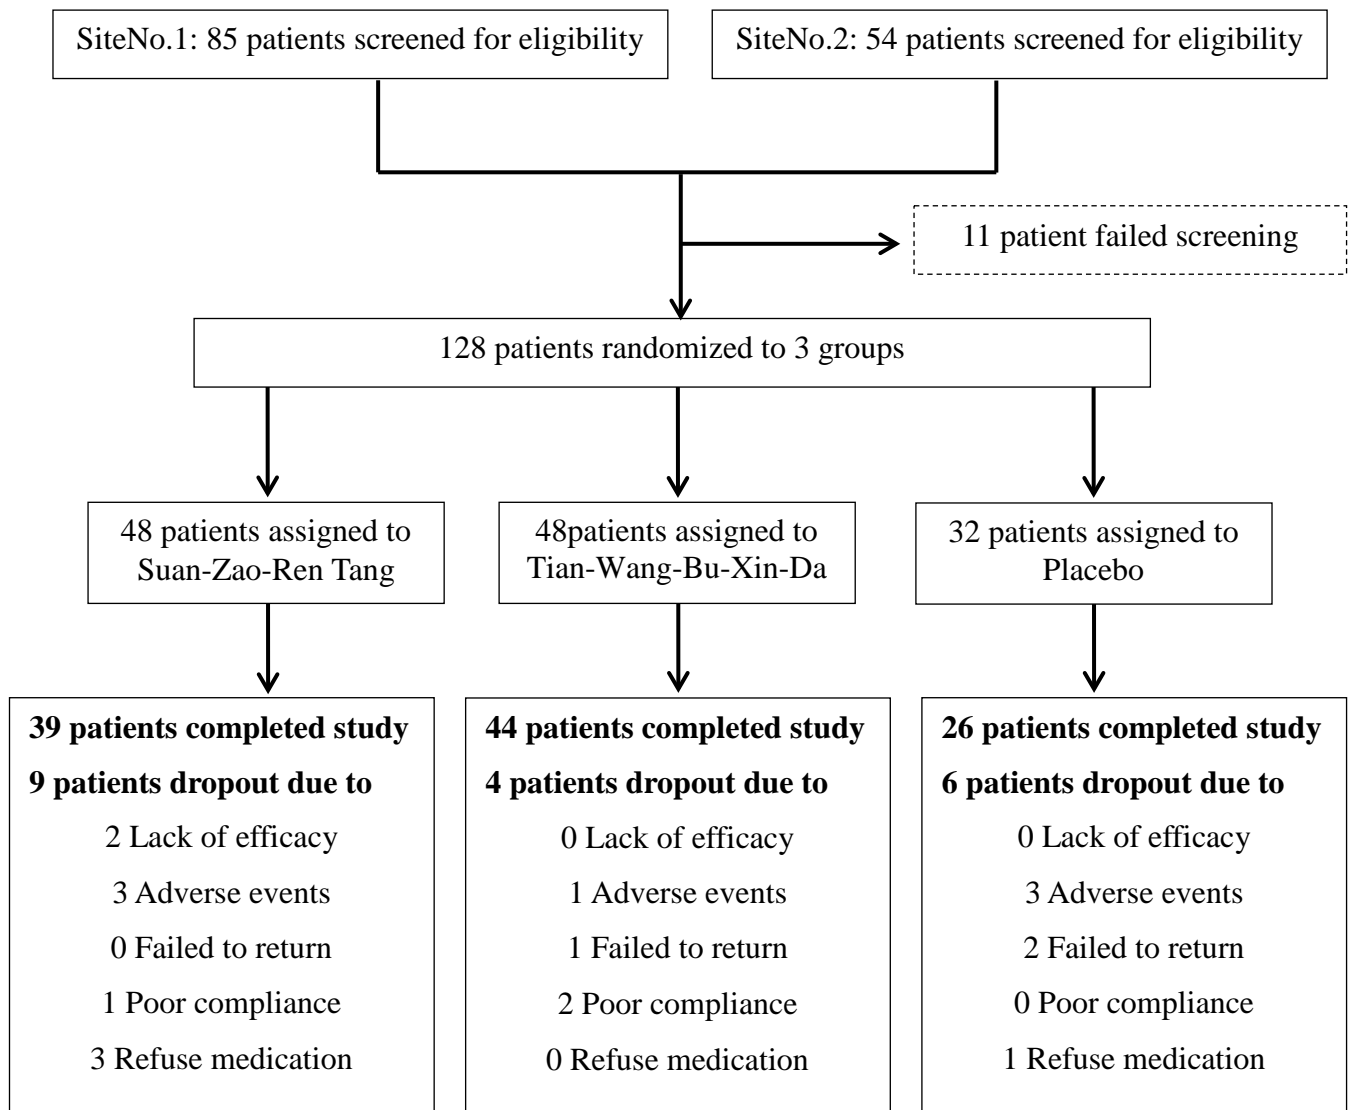 SiteNo.1: 85 patients screened for eligibility
SiteNo.2: 54 patients screened for eligibility
11 patient failed screening
128 patients randomized to 3 groups
48 patients assigned to
Suan-Zao-Ren Tang
48patients assigned to
Tian-Wang-Bu-Xin-Da
32 patients assigned to
Placebo
39 patients completed study
9 patients dropout due to
2 Lack of efficacy
3 Adverse events
0 Failed to return
1 Poor compliance
3 Refuse medication
44 patients completed study
4 patients dropout due to
0 Lack of efficacy
1 Adverse events
1 Failed to return
2 Poor compliance
0 Refuse medication
26 patients completed study
6 patients dropout due to
0 Lack of efficacy
3 Adverse events
2 Failed to return
0 Poor compliance
1 Refuse medication